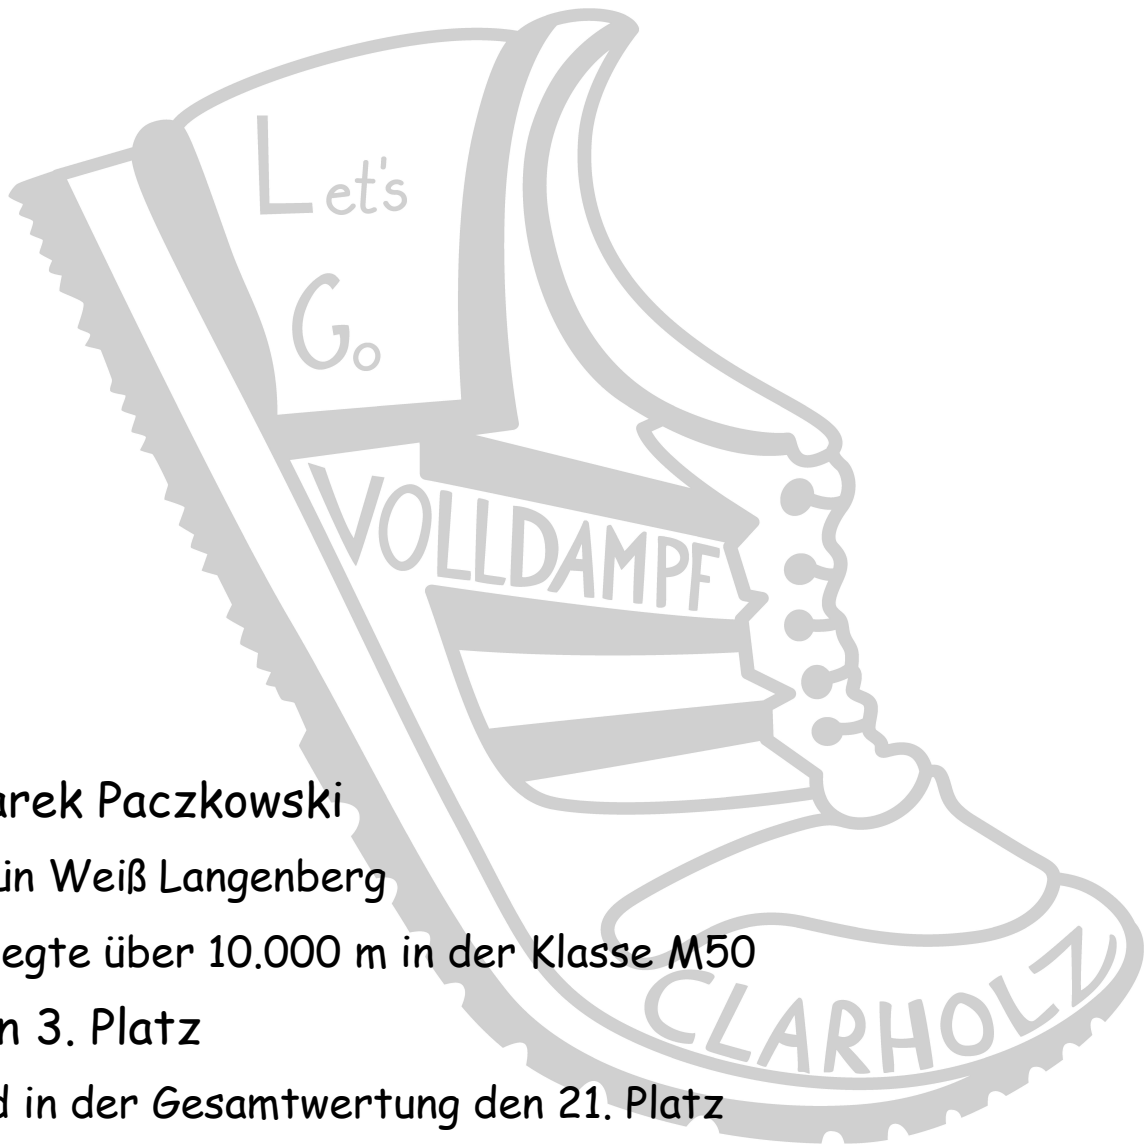 Let's
Go
VOLLDAMPF
arek Paczkowski
ün Weiß Langenberg
egte über 10.000 m in der Klasse M50
n 3. Platz
CLARHOLZ
d in der Gesamtwertung den 21. Platz